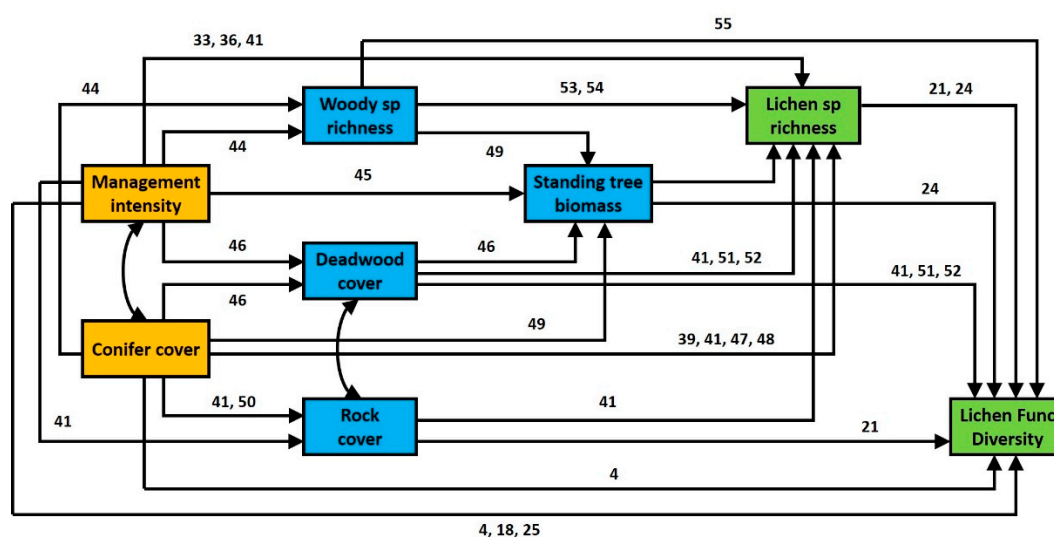 55
33, 36, 41
44
Woody sp
richness
53, 54
Lichen sp
richness
21, 24
44
49
Management
intensity
45
Standing tree
biomass
24
46
Deadwood
cover
46
41, 51, 52
41, 51, 52
46
Conifer cover
49
39, 41, 47, 48
41, 50
41
Rock
cover
41
21
Lichen Func
Diversity
4
4, 18, 25